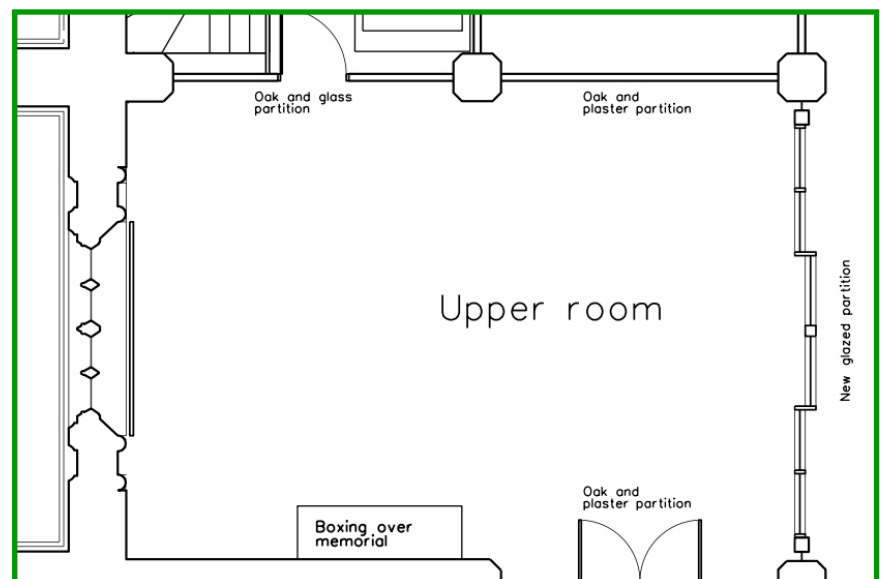 Oak and glass
partition
Oak and
plaster partition
Upper room
New glazed partition
Oak and
plaster partition
Boxing over
memorial